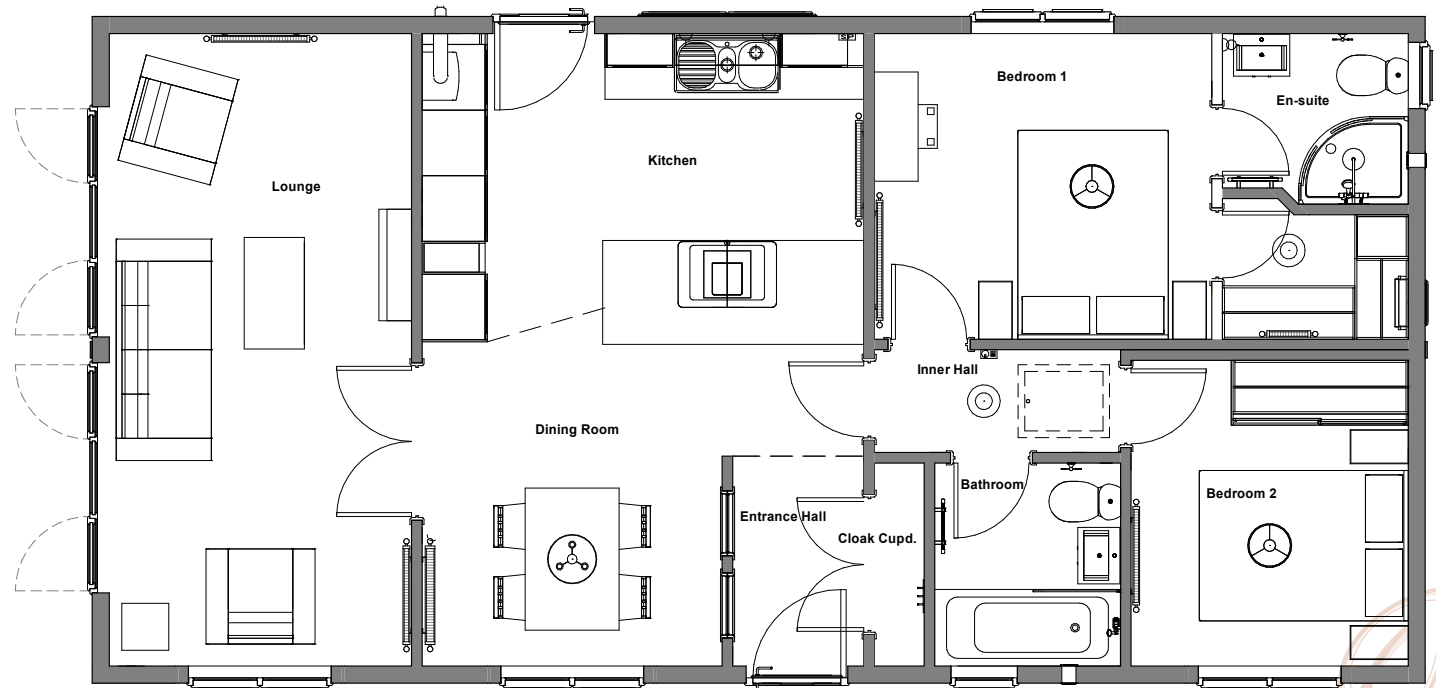 Bedroom 1
En-suite
Kitchen
Lounge
Inner Hall
Dining Room
Bathroom
Bedroom 2
Entrance Hall
Cloak Cupd.